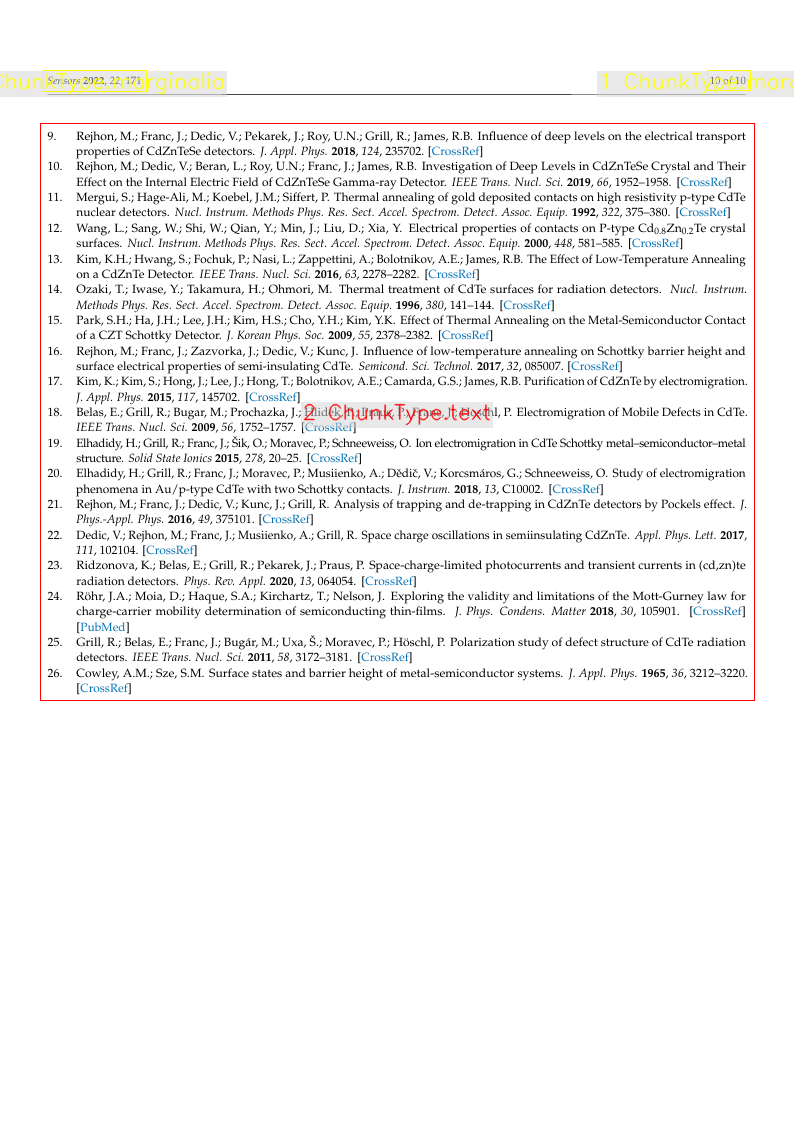 Sensors 2022, 22, 171
ChunkType.marginalia
10 of 10
1 ChunkType.mar
9. Rejhon, M.; Franc, J.; Dedic, V.; Pekarek, J.; Roy, U.N.; Grill, R.; James, R.B. Influence of deep levels on the electrical transport
properties of CdZnTeSe detectors. J. Appl. Phys. 2018, 124, 235702. [CrossRef]
10. Rejhon, M.; Dedic, V.; Beran, L.; Roy, U.N.; Franc, J.; James, R.B. Investigation of Deep Levels in CdZnTeSe Crystal and Their
Effect on the Internal Electric Field of CdZnTeSe Gamma-ray Detector. IEEE Trans. Nucl. Sci. 2019, 66, 1952–1958. [CrossRef]
11. Mergui, S.; Hage-Ali, M.; Koebel, J.M.; Siffert, P. Thermal annealing of gold deposited contacts on high resistivity p-type CdTe
nuclear detectors. Nucl. Instrum. Methods Phys. Res. Sect. Accel. Spectrom. Detect. Assoc. Equip. 1992, 322, 375–380. [CrossRef]
12. Wang, L.; Sang, W.; Shi, W.; Qian, Y.; Min, J.; Liu, D.; Xia, Y. Electrical properties of contacts on P-type Cd0.8Zn0.2Te crystal
surfaces. Nucl. Instrum. Methods Phys. Res. Sect. Accel. Spectrom. Detect. Assoc. Equip. 2000, 448, 581–585. [CrossRef]
13. Kim, K.H.; Hwang, S.; Fochuk, P.; Nasi, L.; Zappettini, A.; Bolotnikov, A.E.; James, R.B. The Effect of Low-Temperature Annealing
on a CdZnTe Detector. IEEE Trans. Nucl. Sci. 2016, 63, 2278–2282. [CrossRef]
14. Ozaki, T.; Iwase, Y.; Takamura, H.; Ohmori, M. Thermal treatment of CdTe surfaces for radiation detectors. Nucl. Instrum.
Methods Phys. Res. Sect. Accel. Spectrom. Detect. Assoc. Equip. 1996, 380, 141–144. [CrossRef]
15. Park, S.H.; Ha, J.H.; Lee, J.H.; Kim, H.S.; Cho, Y.H.; Kim, Y.K. Effect of Thermal Annealing on the Metal-Semiconductor Contact
of a CZT Schottky Detector. J. Korean Phys. Soc. 2009, 55, 2378–2382. [CrossRef]
16. Rejhon, M.; Franc, J.; Zazvorka, J.; Dedic, V.; Kunc, J. Influence of low-temperature annealing on Schottky barrier height and
surface electrical properties of semi-insulating CdTe. Semicond. Sci. Technol. 2017, 32, 085007. [CrossRef]
17. Kim, K.; Kim, S.; Hong, J.; Lee, J.; Hong, T.; Bolotnikov, A.E.; Camarda, G.S.; James, R.B. Purification of CdZnTe by electromigration.
J. Appl. Phys. 2015, 117, 145702. [CrossRef]
18. Belas, E.; Grill, R.; Bugar, M.; Prochazka, J.; P. Electromigration of Mobile Defects in CdTe.
2 ChunkType.text
IEEE Trans. Nucl. Sci. 2009, 56, 1752–1757. [CrossRef]
19. Elhadidy, H.; Grill, R.; Franc, J.; Šik, O.; Moravec, P.; Schneeweiss, O. Ion electromigration in CdTe Schottky metal–semiconductor–metal
structure. Solid State Ionics 2015, 278, 20–25. [CrossRef]
20. Elhadidy, H.; Grill, R.; Franc, J.; Moravec, P.; Musiienko, A.; Dědič, V.; Korcsmáros, G.; Schneeweiss, O. Study of electromigration
phenomena in Au/p-type CdTe with two Schottky contacts. J. Instrum. 2018, 13, C10002. [CrossRef]
21. Rejhon, M.; Franc, J.; Dedic, V.; Kunc, J.; Grill, R. Analysis of trapping and de-trapping in CdZnTe detectors by Pockels effect. J.
Phys.-Appl. Phys. 2016, 49, 375101. [CrossRef]
22. Dedic, V.; Rejhon, M.; Franc, J.; Musiienko, A.; Grill, R. Space charge oscillations in semiinsulating CdZnTe. Appl. Phys. Lett. 2017,
111, 102104. [CrossRef]
23. Ridzonova, K.; Belas, E.; Grill, R.; Pekarek, J.; Praus, P. Space-charge-limited photocurrents and transient currents in (cd,zn)te
radiation detectors. Phys. Rev. Appl. 2020, 13, 064054. [CrossRef]
24. Röhr, J.A.; Moia, D.; Haque, S.A.; Kirchartz, T.; Nelson, J. Exploring the validity and limitations of the Mott-Gurney law for
charge-carrier mobility determination of semiconducting thin-films. J. Phys. Condens. Matter 2018, 30, 105901. [CrossRef]
[PubMed]
25. Grill, R.; Belas, E.; Franc, J.; Bugár, M.; Uxa, Š.; Moravec, P.; Höschl, P. Polarization study of defect structure of CdTe radiation
detectors. IEEE Trans. Nucl. Sci. 2011, 58, 3172–3181. [CrossRef]
26. Cowley, A.M.; Sze, S.M. Surface states and barrier height of metal-semiconductor systems. J. Appl. Phys. 1965, 36, 3212–3220.
[CrossRef]